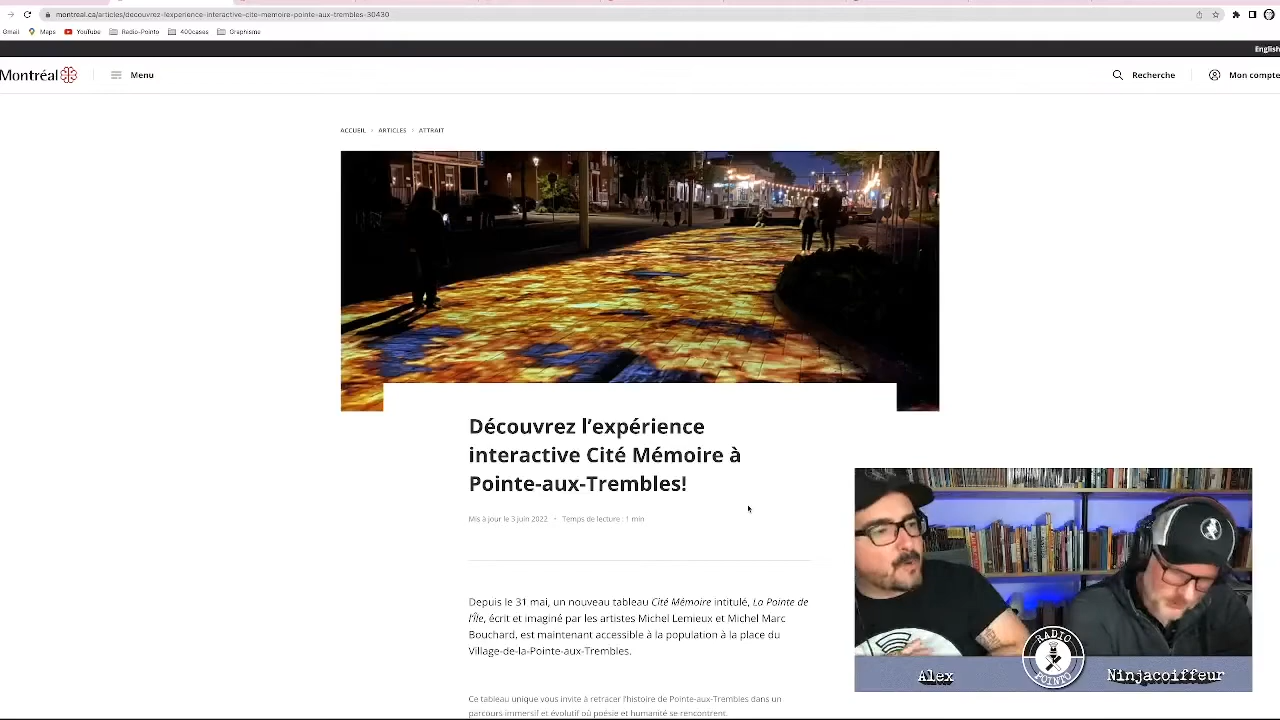 montreal.ca/articles/decouvrez-lexperience-interactive-cite-memoire-pointe-aux-trembles-30430
Gmail Maps YouTube Radio-Pointo 400cases Graphisme
English
Montréal Menu Recherche Mon compte
ACCUEIL ARTICLES ATTRAIT
Découvrez l’expérience
interactive Cité Mémoire à
Pointe-aux-Trembles!
Mis à jour le 3 juin 2022 • Temps de lecture : 1 min
Depuis le 31 mai, un nouveau tableau Cité Mémoire intitulé, La Pointe de
l’Île, écrit et imaginé par les artistes Michel Lemieux et Michel Marc
Bouchard, est maintenant accessible à la population à la place du
Village-de-la-Pointe-aux-Trembles.
Ce tableau unique vous invite à retracer l’histoire de Pointe-aux-Trembles dans un
parcours immersif et évolutif où poésie et humanité se rencontrent.
RADIO
POINTO
Alex
Ninjacoiffeur